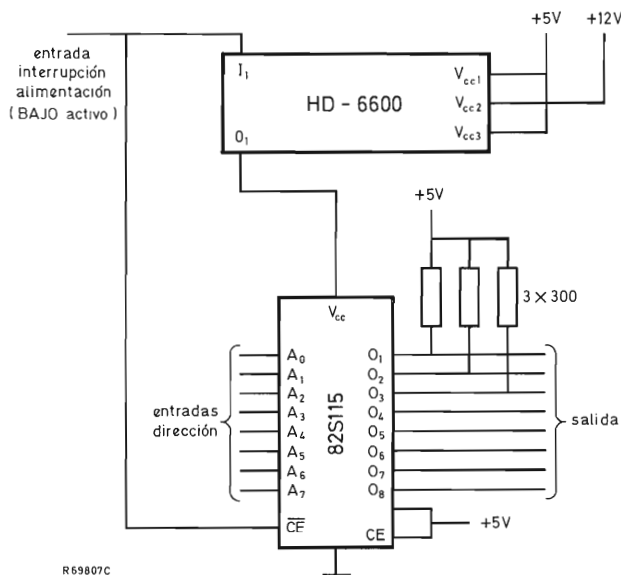 +5V
+12V
entrada
interrupción
alimentación
(BAJO activo)
I₁
HD - 6600
Vcc1
Vcc2
Vcc3
O₁
+5V
3 × 300
Vcc
82S115
A₀
A₁
A₂
A₃
A₄
A₅
A₆
A₇
C̅E̅
O₁
O₂
O₃
O₄
O₅
O₆
O₇
O₈
CE
entradas
dirección
salida
+5V
R69807C